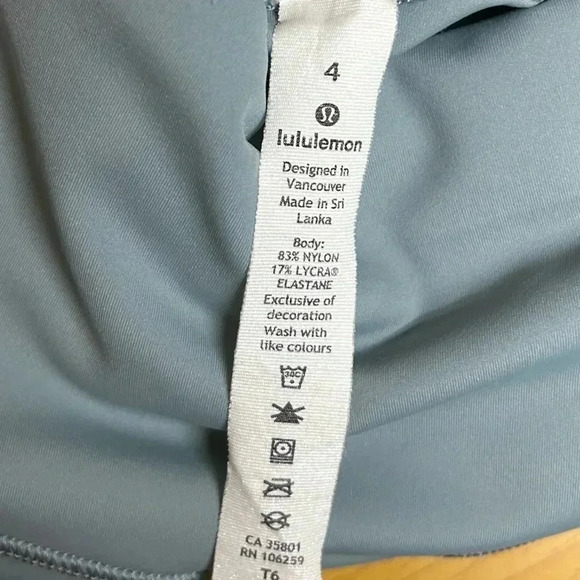 4
lululemon
Designed in
Vancouver
Made in Sri
Lanka
Body:
83% NYLON
17% LYCRA®
ELASTANE
Exclusive of
decoration
Wash with
like colours
30C
CA 35801
RN 106259
T6